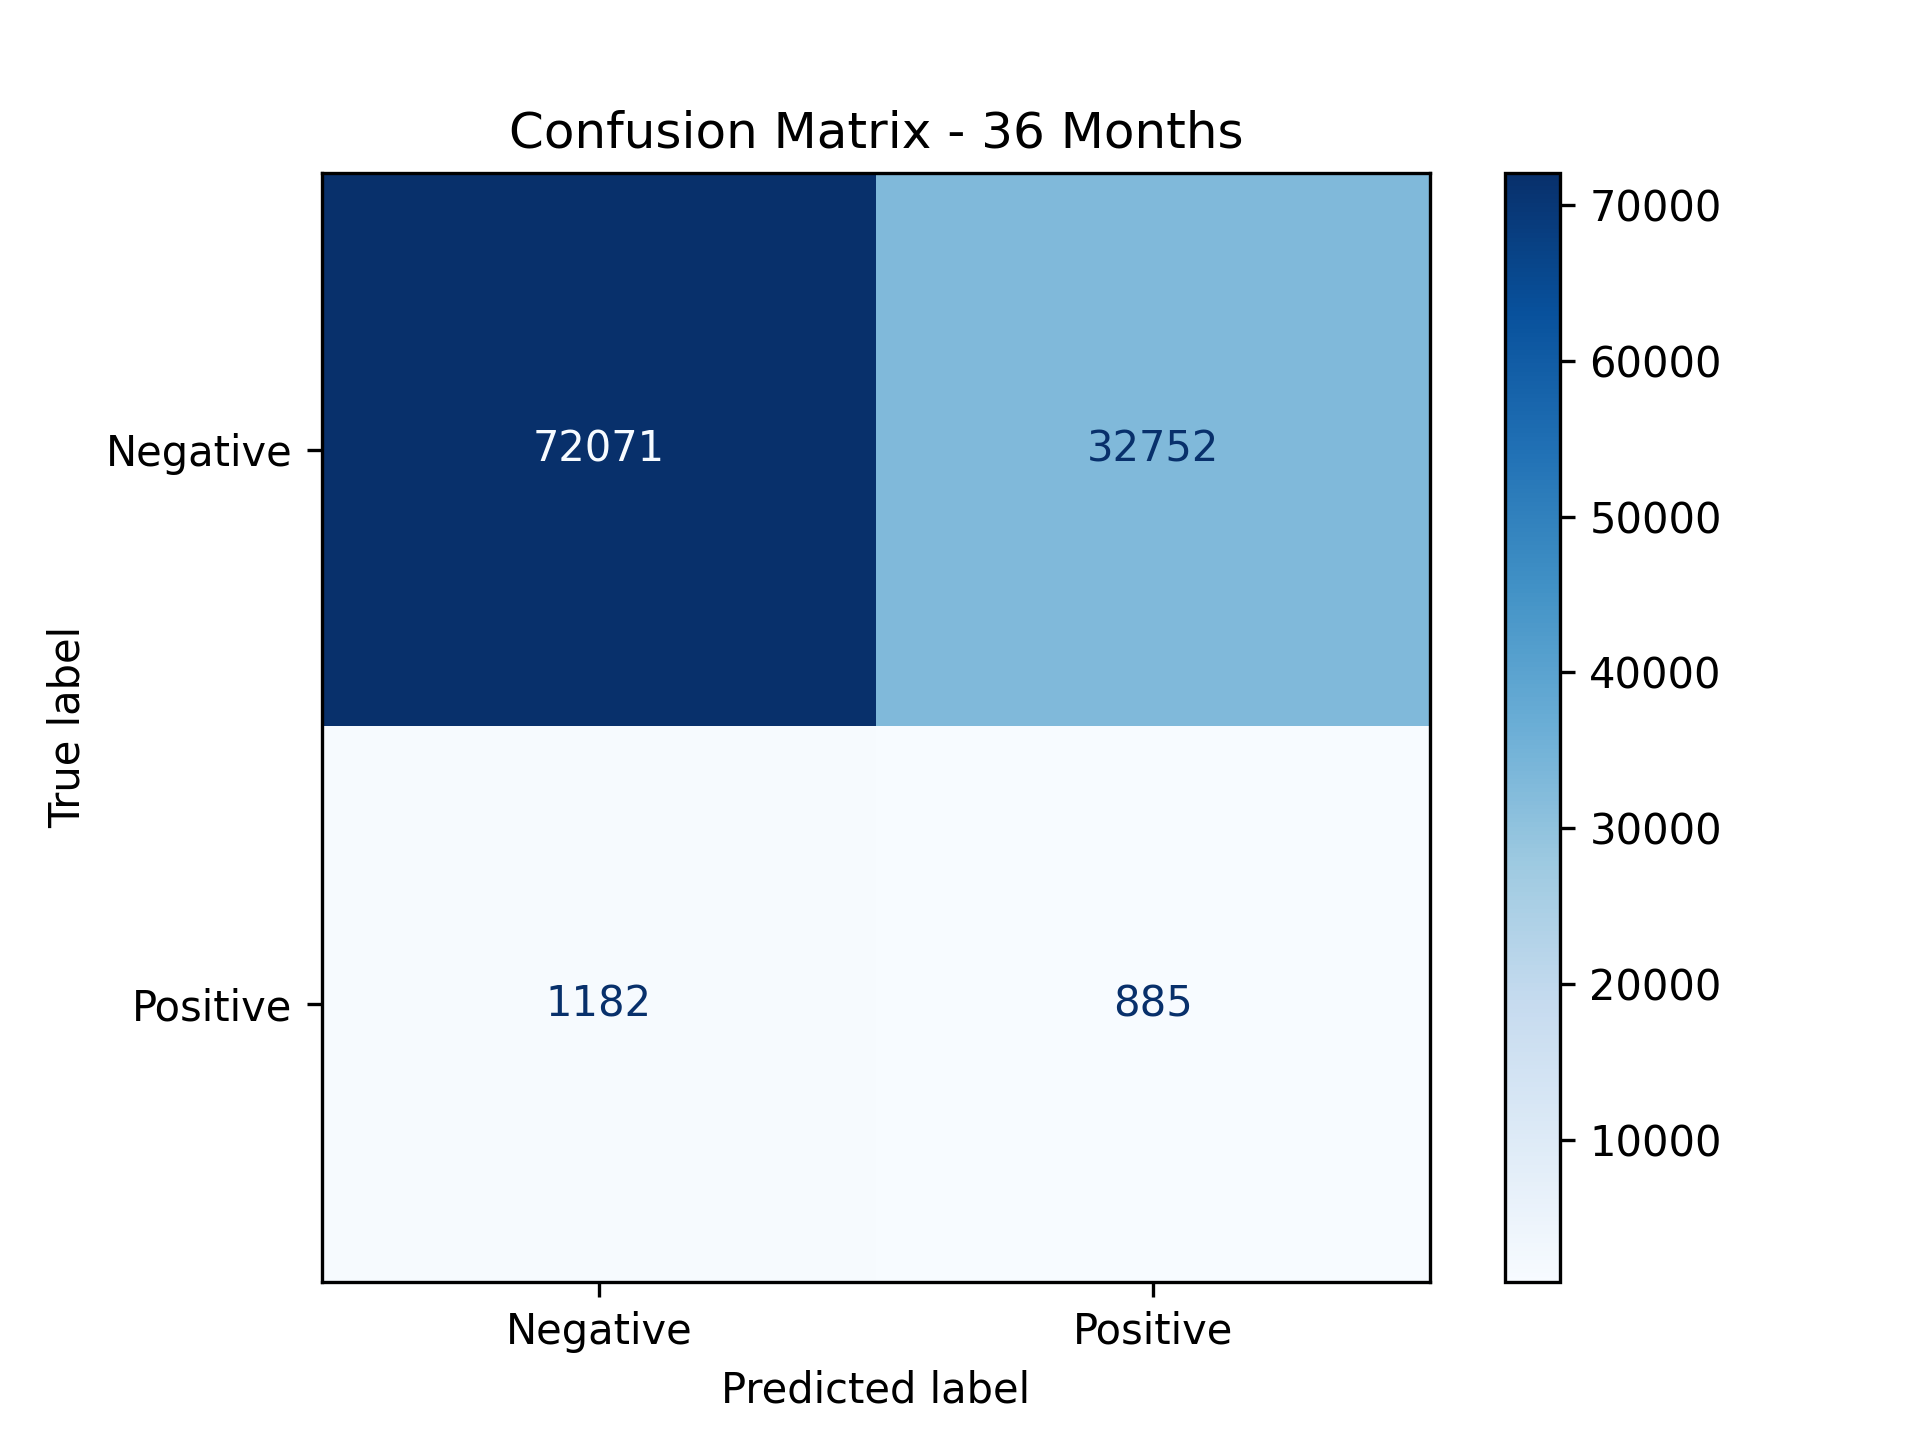 Confusion Matrix - 36 Months
True label
Negative
72071
32752
Positive
1182
885
Negative
Positive
Predicted label
70000
60000
50000
40000
30000
20000
10000